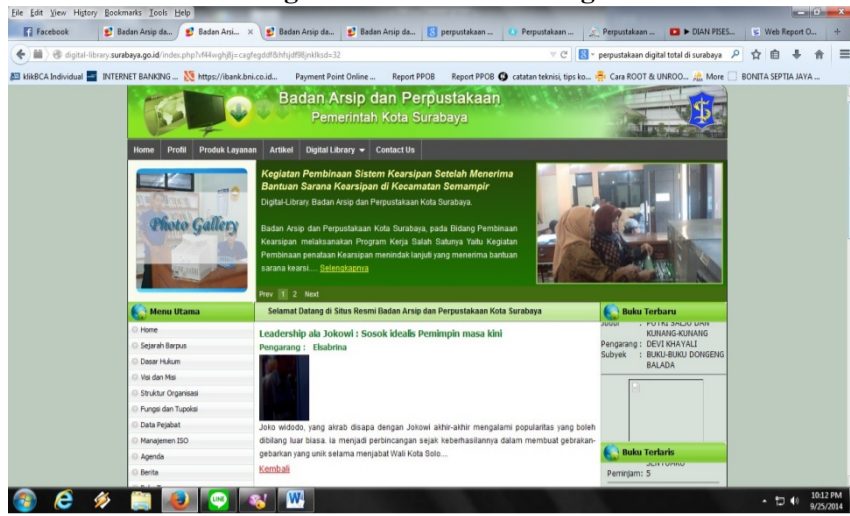 File Edit View History Bookmarks Tools Help
Facebook
Badan Arsip da...
Badan Arsi...
Badan Arsip da...
Badan Arsip da...
perpustakaan ...
Perpustakaan ...
Perpustakaan ...
DIAN PISES...
Web Report O...
digital-library.surabaya.go.id
perpustakaan digital total di surabaya
klikBCA Individual
INTERNET BANKING ...
https://ibank.bni.co.id...
Payment Point Online ...
Report PPOB
Report PPOB
catatan teknisi, tips ko...
Cara ROOT & UNROO...
More
BONITA SEPTIA JAYA ...
Badan Arsip dan Perpustakaan
Pemerintah Kota Surabaya
Home Profil Produk Layanan Artikel Digital Library Contact Us
Photo Gallery
Kegiatan Pembinaan Sistem Kearsipan Setelah Menerima
Bantuan Sarana Kearsipan di Kecamatan Semampir
Digital-Library. Badan Arsip dan Perpustakaan Kota Surabaya.
Badan Arsip dan Perpustakaan Kota Surabaya, pada Bidang Pembinaan
Kearsipan melaksanakan Program Kerja Salah Satunya Yaitu Kegiatan
Pembinaan penataan Kearsipan menindak lanjuti yang menerima bantuan
sarana kearsi.... Selengkapnya
Prev 1 2 Next
Menu Utama
Home
Sejarah Barpus
Dasar Hukum
Visi dan Misi
Struktur Organisasi
Fungsi dan Tupoksi
Data Pejabat
Manajemen ISO
Agenda
Berita
Selamat Datang di Situs Resmi Badan Arsip dan Perpustakaan Kota Surabaya
Leadership ala Jokowi : Sosok idealis Pemimpin masa kini
Pengarang : Elsabrina
Joko widodo, yang akrab disapa dengan Jokowi akhir-akhir mengalami popularitas yang boleh
dibilang luar biasa. ia menjadi perbincangan sejak keberhasilannya dalam membuat gebrakan-
gebarkan yang unik selama menjabat Wali Kota Solo...
Kembali
Buku Terbaru
KUNANG-KUNANG
Pengarang : DEVI KHAYALI
Subyek : BUKU-BUKU DONGENG
BALADA
Buku Terlaris
Peminjam: 5
10:12 PM
9/25/2014